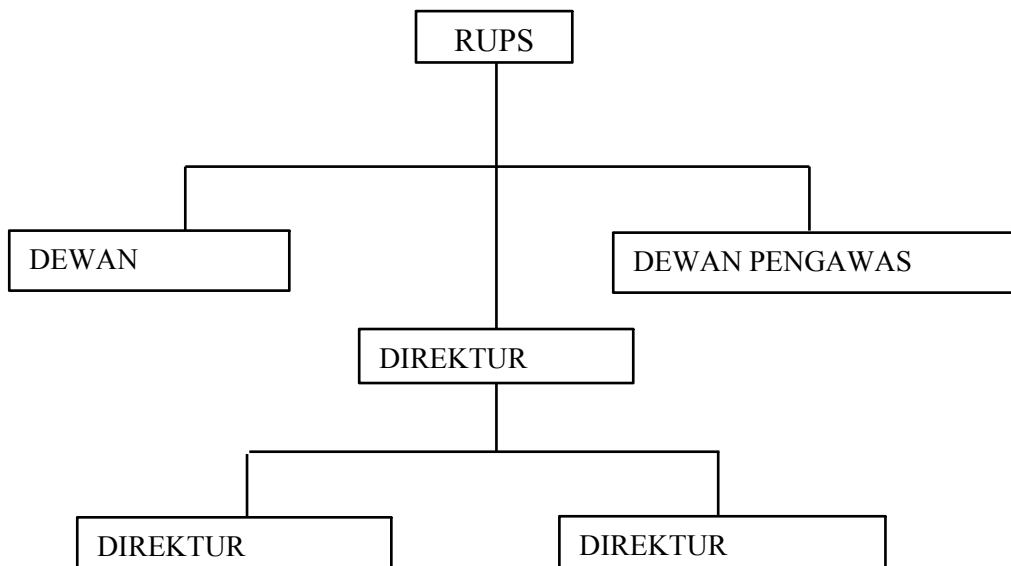 RUPS
DEWAN
DEWAN PENGAWAS
DIREKTUR
DIREKTUR
DIREKTUR